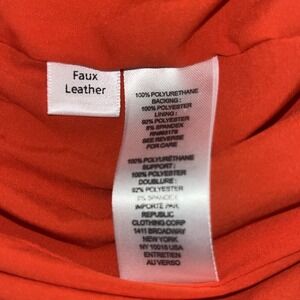 Faux
Leather
100% POLYURETHANE
BACKING:
100% POLYESTER
LINING:
92% POLYESTER
8% SPANDEX
SEE REVERSE
FOR CARE
100% POLYURÉTHANE
SUPPORT:
100% POLYESTER
DOUBLURE:
92% POLYESTER
8% SPANDEX
IMPORTÉ PAR
REPUBLIC
CLOTHING CORP
1411 BROADWAY
NEW YORK
NY 10018 USA
ENTRETIEN
AU VERSO